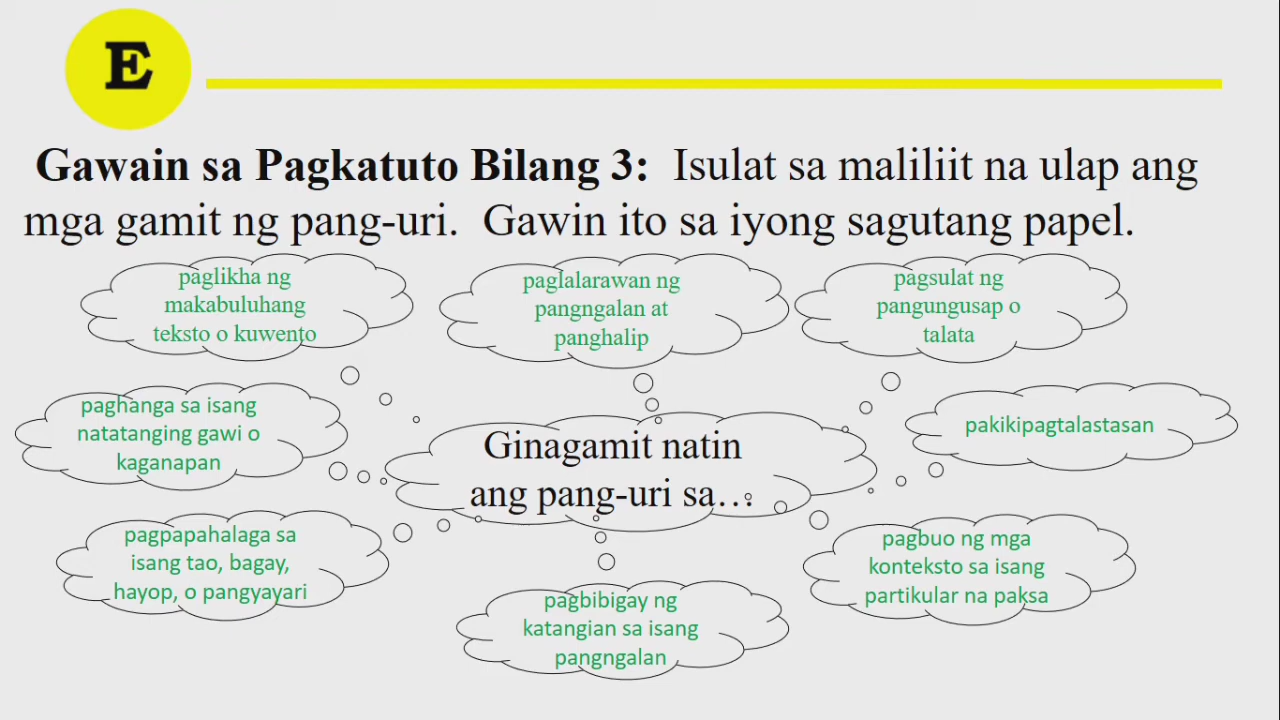 E
Gawain sa Pagkatuto Bilang 3: Isulat sa maliliit na ulap ang
mga gamit ng pang-uri. Gawin ito sa iyong sagutang papel.
paglikha ng
makabuluhang
teksto o kuwento
paglalarawan ng
pangngalan at
panghalip
pagsulat ng
pangungusap o
talata
paghanga sa isang
natatanging gawi o
kaganapan
Ginagamit natin
ang pang-uri sa…
pakikipagtalastasan
pagpapahalaga sa
isang tao, bagay,
hayop, o pangyayari
pagbibigay ng
katangian sa isang
pangngalan
pagbuo ng mga
konteksto sa isang
partikular na paksa